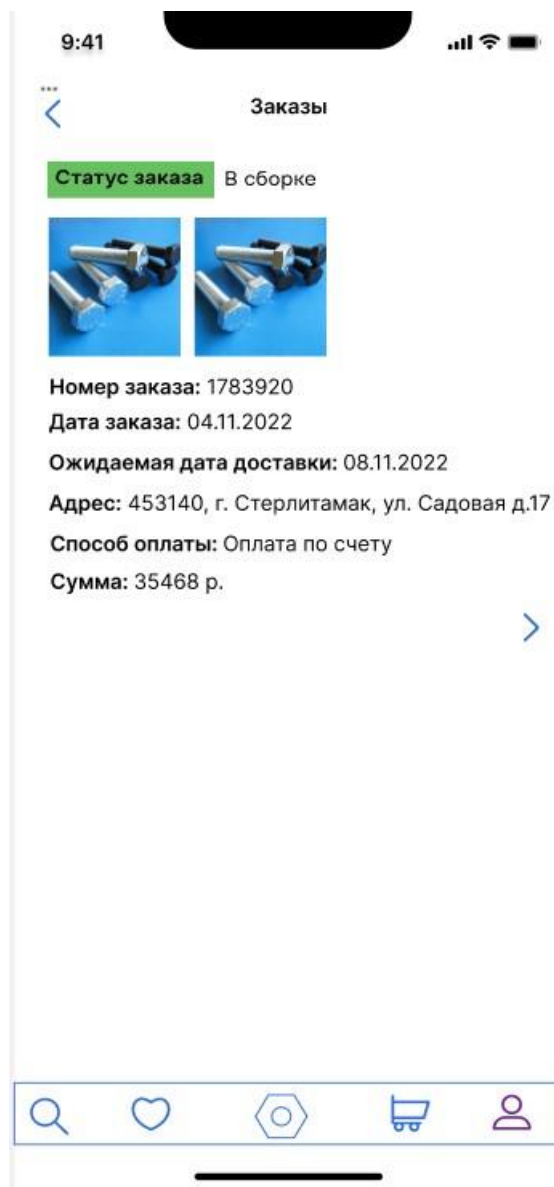 9:41
Заказы
Статус заказа В сборке
Номер заказа: 1783920
Дата заказа: 04.11.2022
Ожидаемая дата доставки: 08.11.2022
Адрес: 453140, г. Стерлитамак, ул. Садовая д.17
Способ оплаты: Оплата по счету
Сумма: 35468 р.